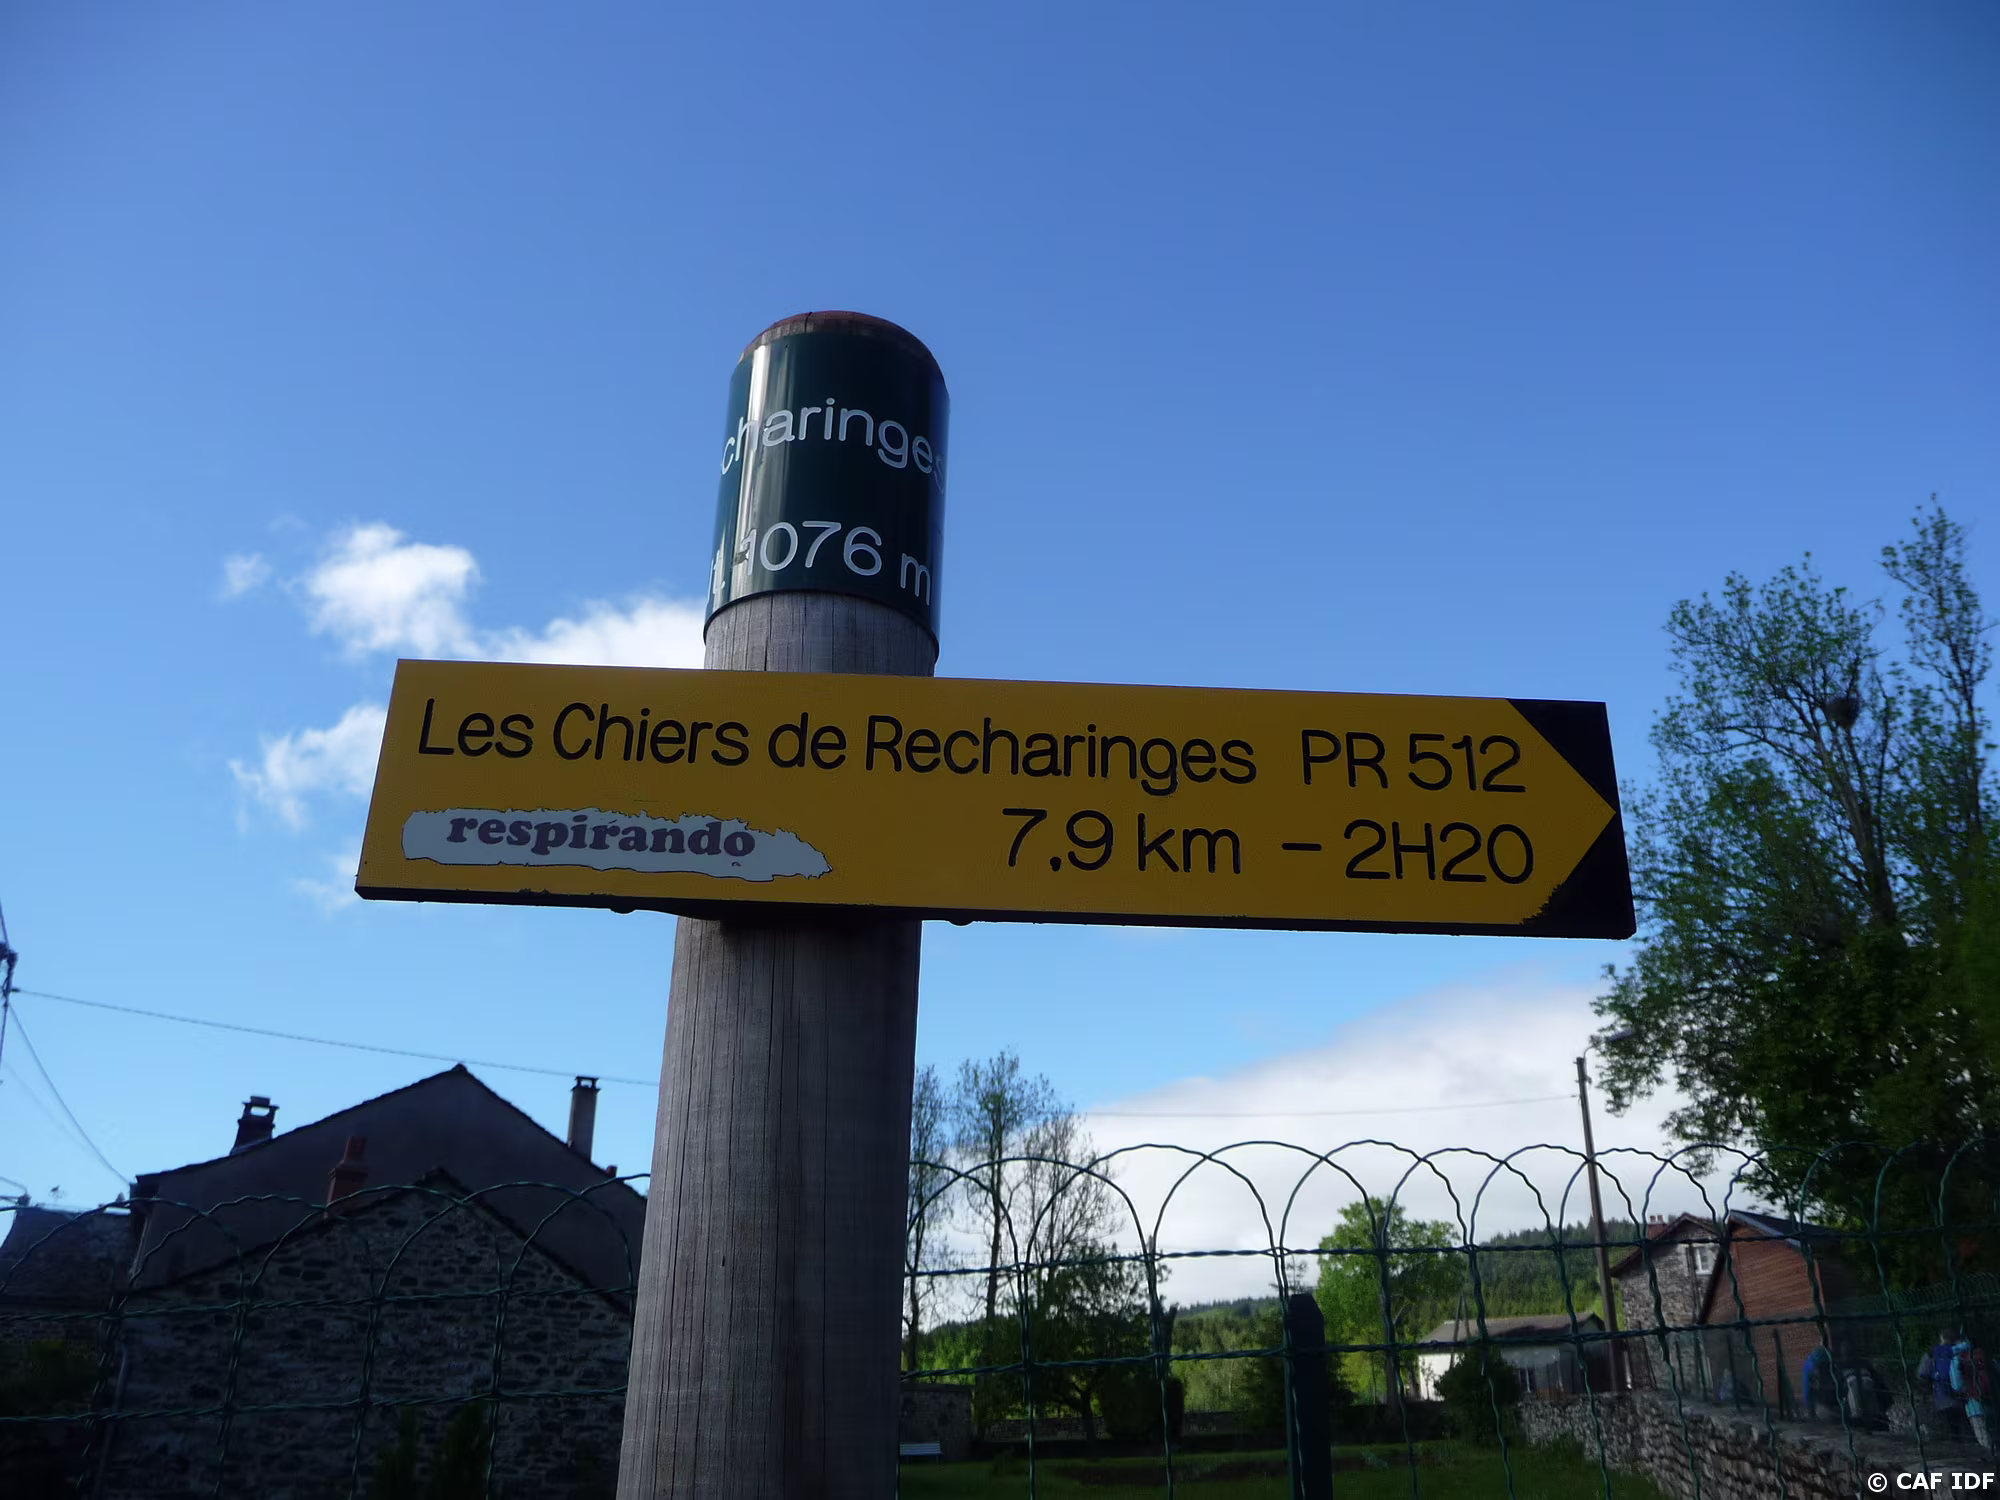 charinges
1076 m
Les Chiers de Recharinges PR 512
respirando
7,9 km - 2H20
© CAF IDF